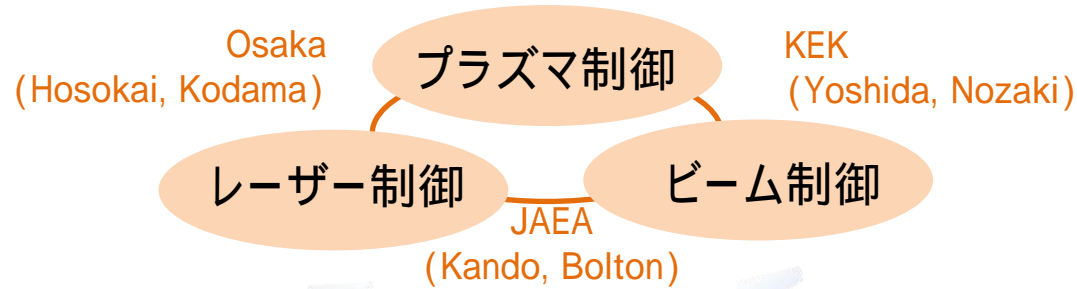 Osaka
(Hosokai, Kodama)
プラズマ制御
KEK
(Yoshida, Nozaki)
レーザー制御
ビーム制御
JAEA
(Kando, Bolton)